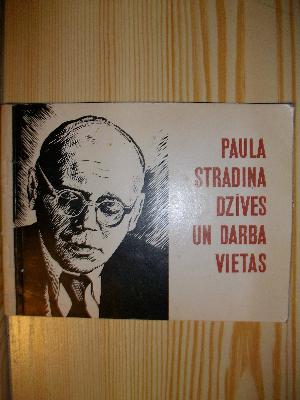 PAULA
STRADIŅA
DZĪVES
UN DARBA
VIETAS